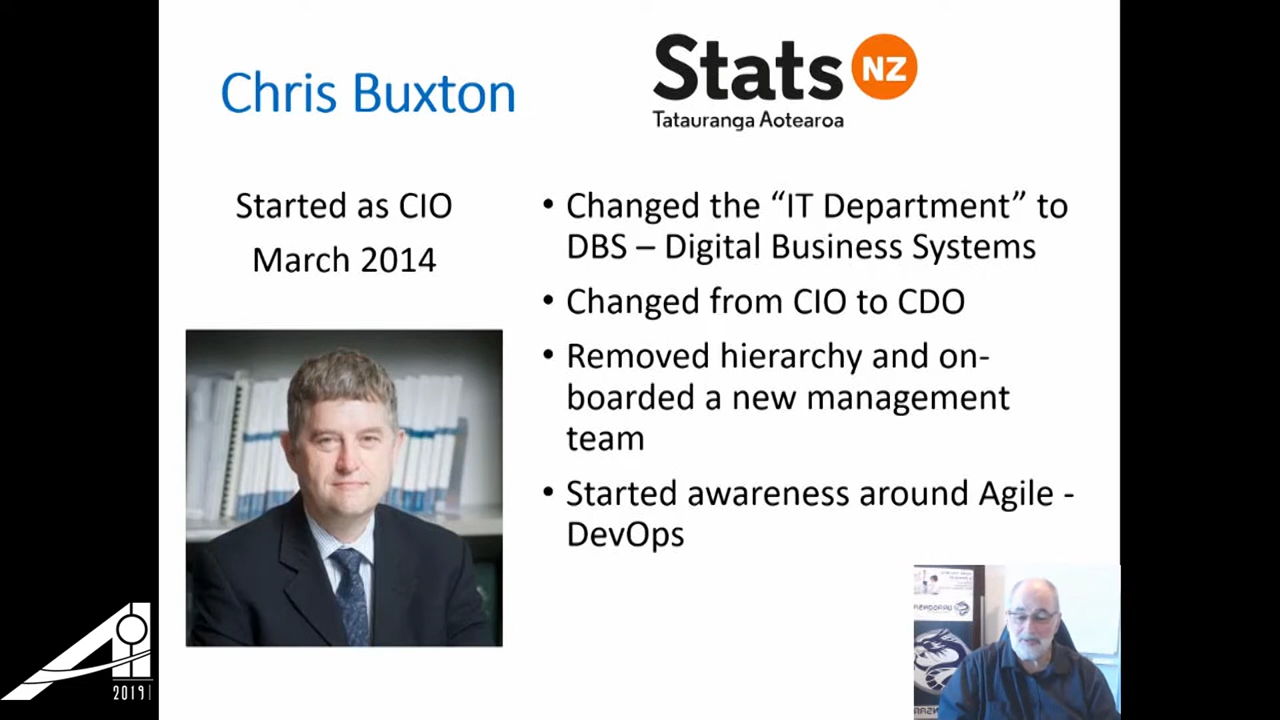 Chris Buxton
Stats NZ
Tatauranga Aotearoa
Started as CIO
March 2014
• Changed the “IT Department” to
DBS – Digital Business Systems
• Changed from CIO to CDO
• Removed hierarchy and on-
boarded a new management
team
• Started awareness around Agile -
DevOps
AII
2019